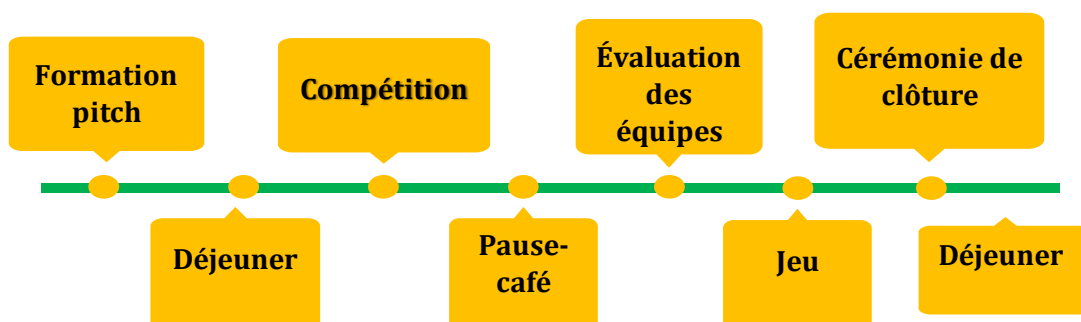 Formation
pitch
Compétition
Évaluation
des
équipes
Cérémonie de
clôture
Déjeuner
Pause-
café
Jeu
Déjeuner